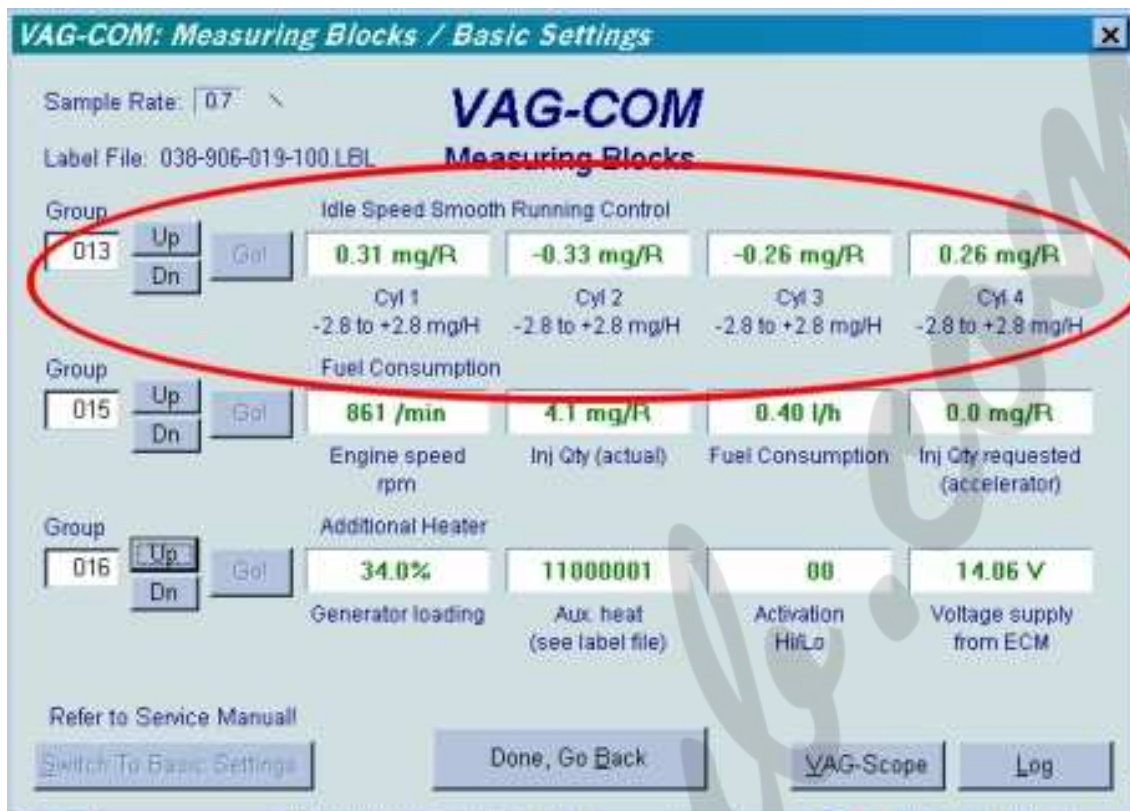 VAG-COM: Measuring Blocks / Basic Settings
Sample Rate: 0.7
VAG-COM
Label File: 038-906-019-100.LBL
Measuring Blocks
Group
Idle Speed Smooth Running Control
013 Up Dn Go! 0.31 mg/R -0.33 mg/R -0.26 mg/R 0.26 mg/R
Cyl 1 Cyl 2 Cyl 3 Cyl 4
-2.8 to +2.8 mg/H -2.8 to +2.8 mg/H -2.8 to +2.8 mg/H -2.8 to +2.8 mg/H
Group
Fuel Consumption
015 Up Dn Go! 861 /min 4.1 mg/R 0.40 l/h 0.0 mg/R
Engine speed Inj Qty (actual) Fuel Consumption Inj Qty requested
rpm (accelerator)
Group
Additional Heater
016 Up Dn Go! 34.0% 11000001 00 14.06 V
Generator loading Aux. heat Activation Voltage supply
(see label file) Hi/Lo from ECM
Refer to Service Manual!
Switch To Basic Settings Done, Go Back VAG-Scope Log